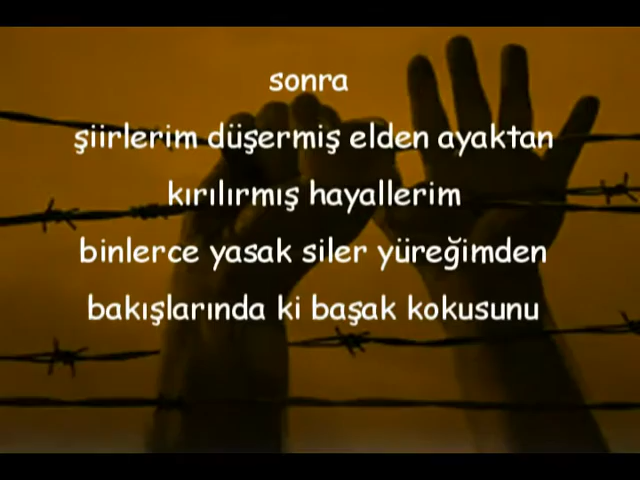 sonra
şiirlerim düşermiş elden ayaktan
kırılırmış hayallerim
binlerce yasak siler yüreğimden
bakışlarında ki başak kokusunu